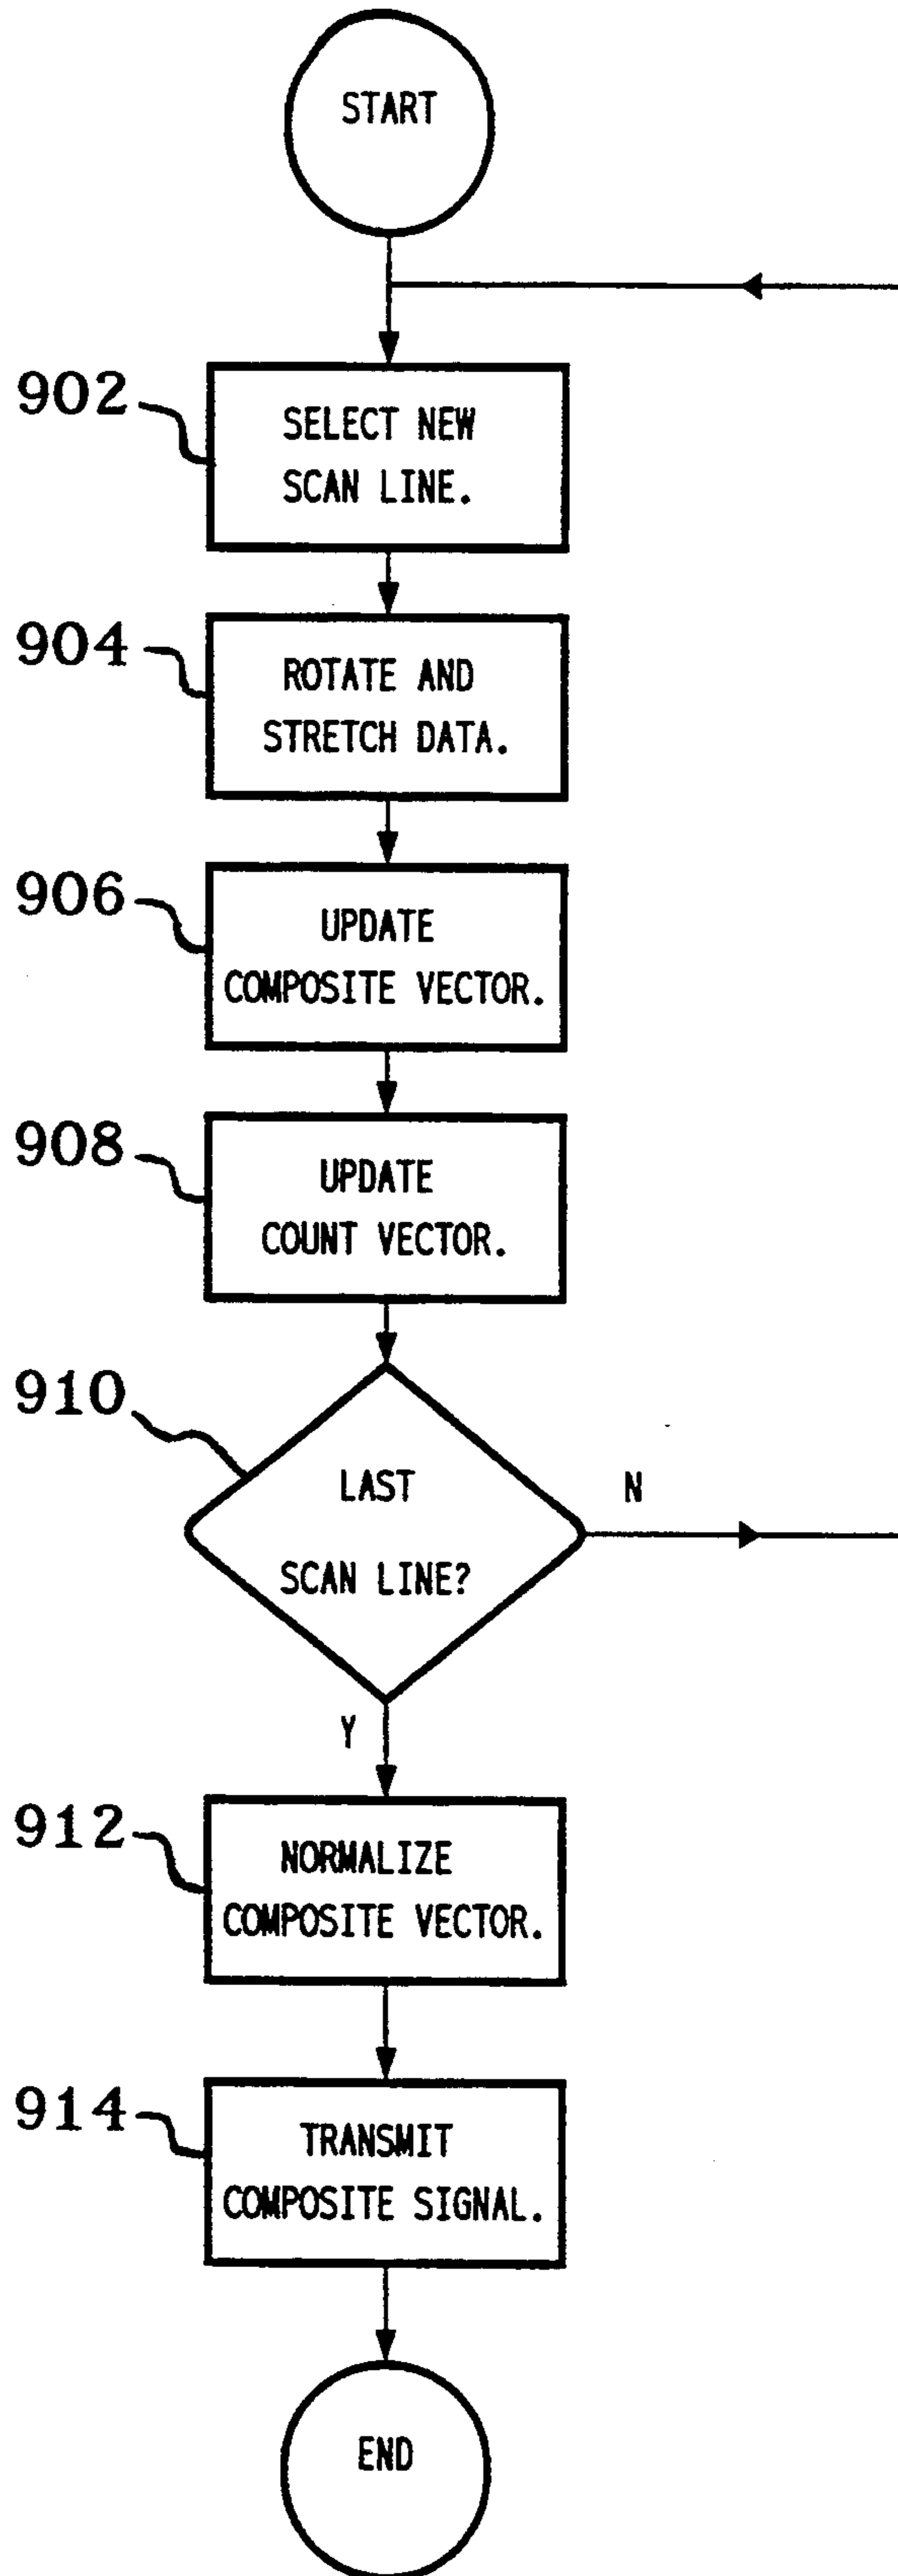 START
902
SELECT NEW
SCAN LINE.
904
ROTATE AND
STRETCH DATA.
906
UPDATE
COMPOSITE VECTOR.
908
UPDATE
COUNT VECTOR.
910
LAST
SCAN LINE?
N
Y
912
NORMALIZE
COMPOSITE VECTOR.
914
TRANSMIT
COMPOSITE SIGNAL.
END